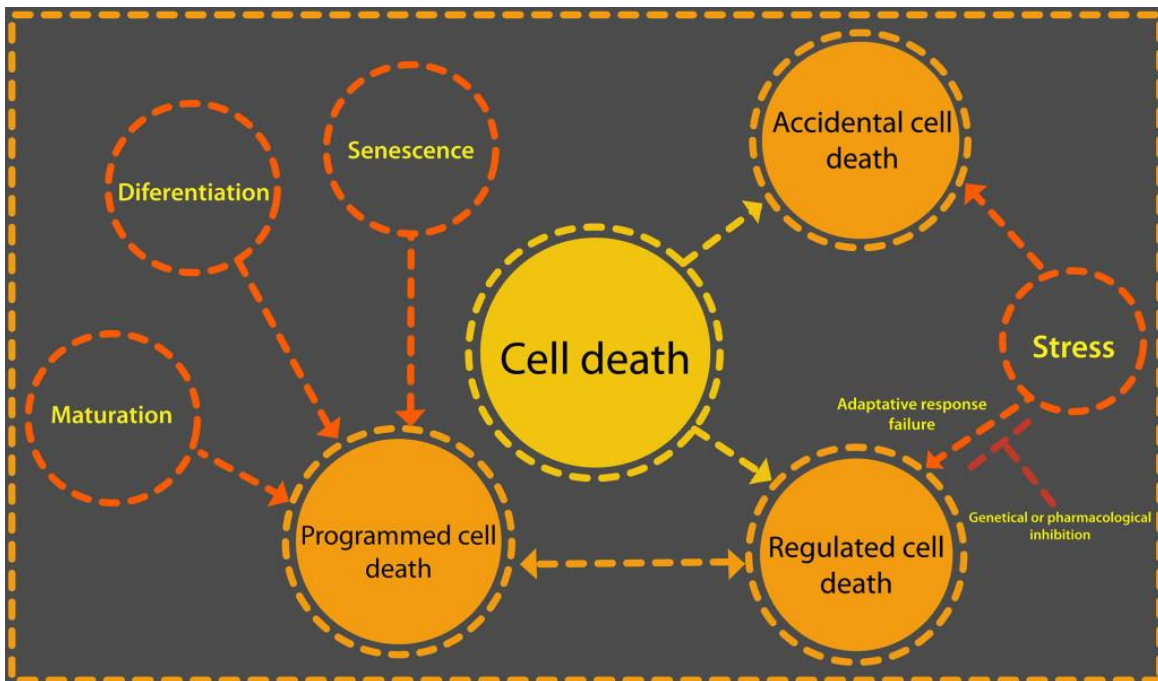 Accidental cell
death
Senescence
Diferentiation
Cell death
Stress
Maturation
Adaptative response
failure
Programmed cell
death
Regulated cell
death
Genetical or pharmacological
inhibition